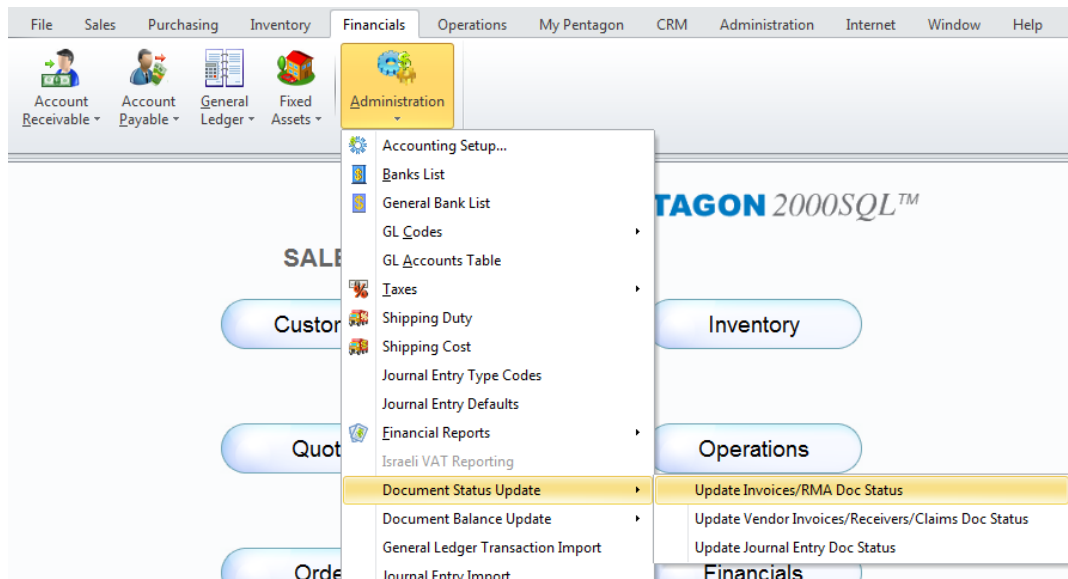 File Sales Purchasing Inventory Financials Operations My Pentagon CRM Administration Internet Window Help
Account Receivable
Account Payable
General Ledger
Fixed Assets
Administration
Accounting Setup...
Banks List
General Bank List
GL Codes
GL Accounts Table
Taxes
Shipping Duty
Shipping Cost
Journal Entry Type Codes
Journal Entry Defaults
Financial Reports
Israeli VAT Reporting
Document Status Update
Document Balance Update
General Ledger Transaction Import
Journal Entry Import
Update Invoices/RMA Doc Status
Update Vendor Invoices/Receivers/Claims Doc Status
Update Journal Entry Doc Status
TAGON 2000SQL™
SALE
Custor
Inventory
Quot
Operations
Orde
Financials